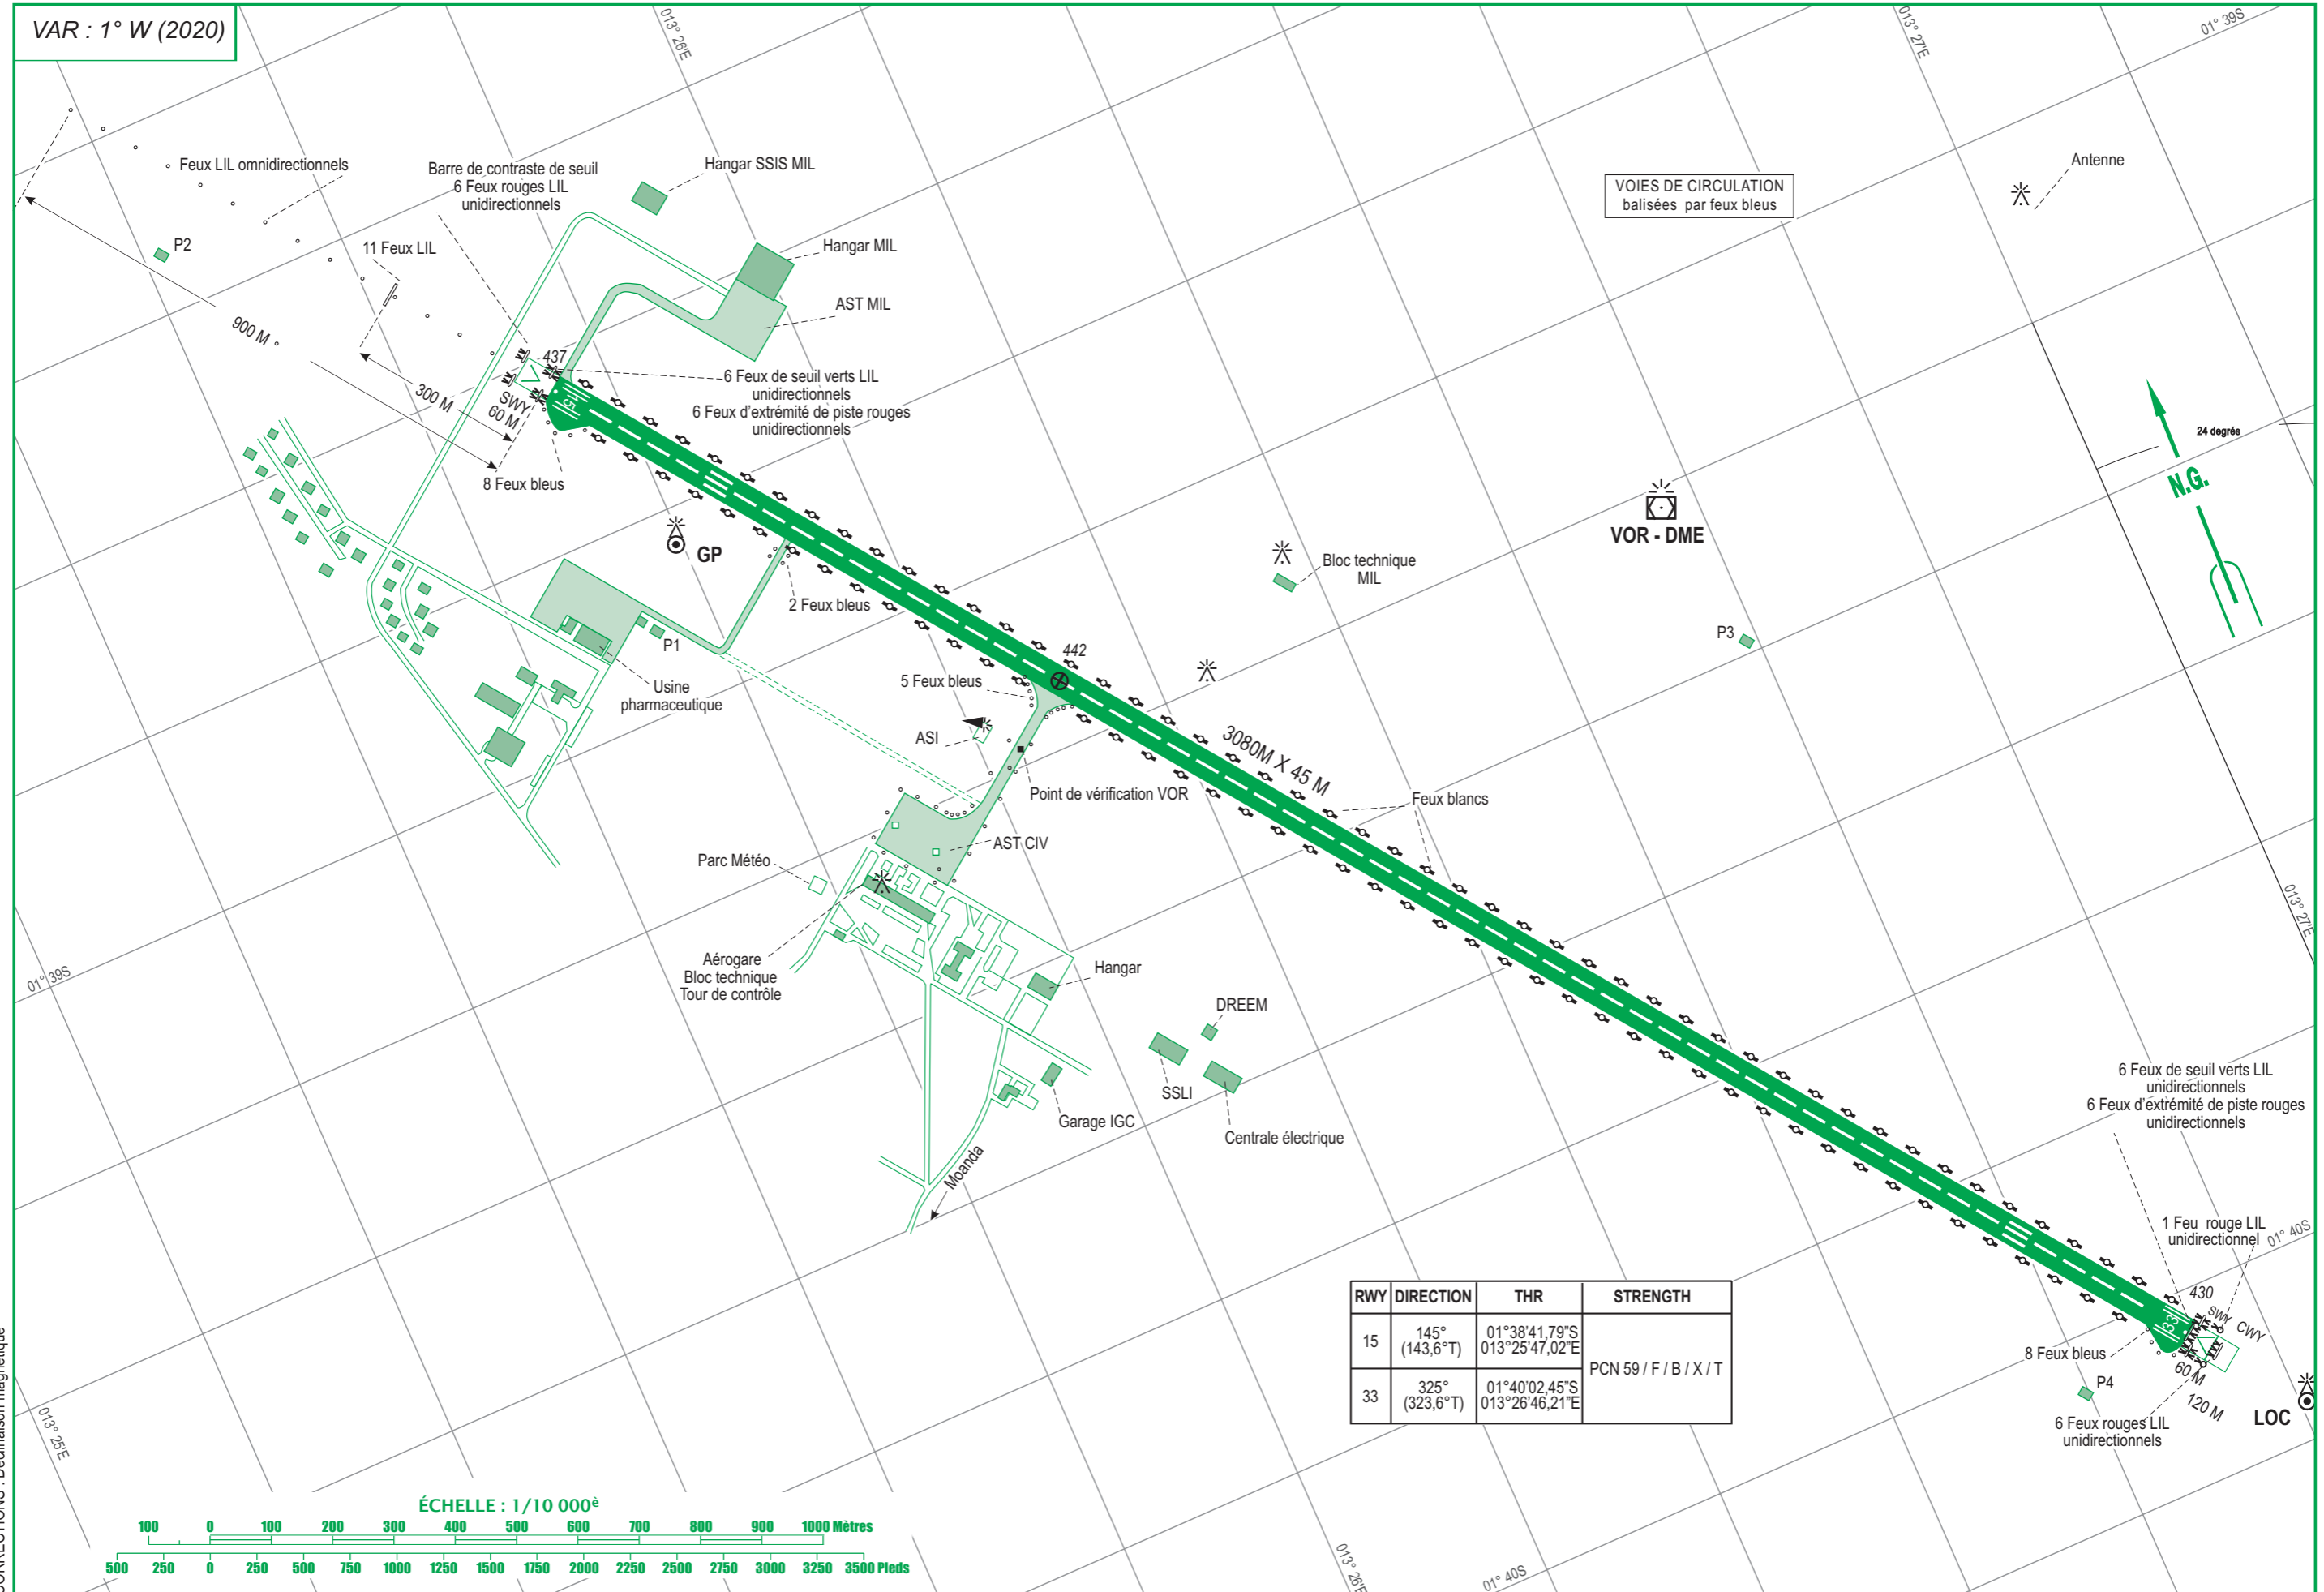 VAR : 1° W (2020)
013° 26'E
013° 27'E
01° 39S
Feux LIL omnidirectionnels
Barre de contraste de seuil
6 Feux rouges LIL
unidirectionnels
Hangar SSIS MIL
VOIES DE CIRCULATION
balisées par feux bleus
Antenne
P2
11 Feux LIL
Hangar MIL
AST MIL
900 M
437
300 M
SWY
60 M
15
6 Feux de seuil verts LIL
unidirectionnels
6 Feux d'extrémité de piste rouges
unidirectionnels
24 degrés
N.G.
8 Feux bleus
GP
VOR - DME
Bloc technique
MIL
2 Feux bleus
P1
P3
442
5 Feux bleus
Usine
pharmaceutique
ASI
3080M X 45 M
Point de vérification VOR
Feux blancs
AST CIV
Parc Météo
013° 27'E
01° 39S
Aérogare
Bloc technique
Tour de contrôle
Hangar
DREEM
SSLI
Garage IGC
Centrale électrique
Moanda
6 Feux de seuil verts LIL
unidirectionnels
6 Feux d'extrémité de piste rouges
unidirectionnels
1 Feu rouge LIL
unidirectionnel
01° 40S
430
33
SWY
CWY
8 Feux bleus
60 M
120 M
P4
LOC
6 Feux rouges LIL
unidirectionnels
RWY DIRECTION THR STRENGTH
15 145° (143,6°T) 01°38'41,79"S 013°25'47,02"E PCN 59 / F / B / X / T
33 325° (323,6°T) 01°40'02,45"S 013°26'46,21"E
013° 25'E
013° 26'E
01° 40S
ÉCHELLE : 1/10 000è
100 0 100 200 300 400 500 600 700 800 900 1000 Mètres
500 250 0 250 500 750 1000 1250 1500 1750 2000 2250 2500 2750 3000 3250 3500 Pieds
CORRECTIONS : Déclinaison magnétique